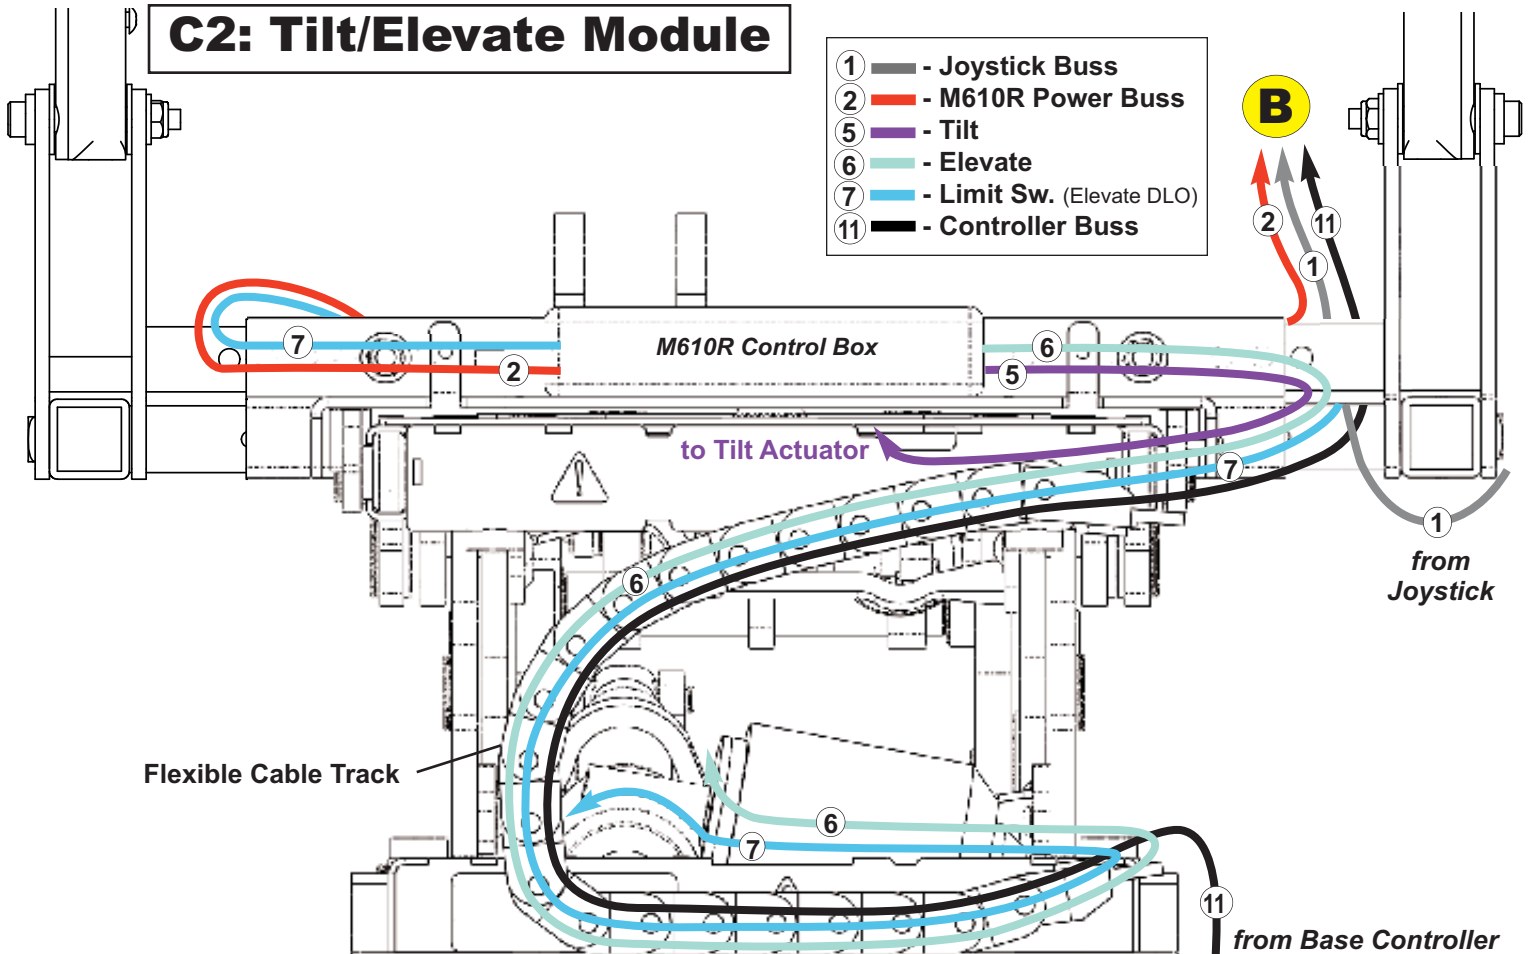 C2: Tilt/Elevate Module
1 - Joystick Buss
2 - M610R Power Buss
5 - Tilt
6 - Elevate
7 - Limit Sw. (Elevate DLO)
11 - Controller Buss
B
2
11
1
7
M610R Control Box
6
2
5
to Tilt Actuator
7
1
from
Joystick
6
Flexible Cable Track
6
7
11
from Base Controller